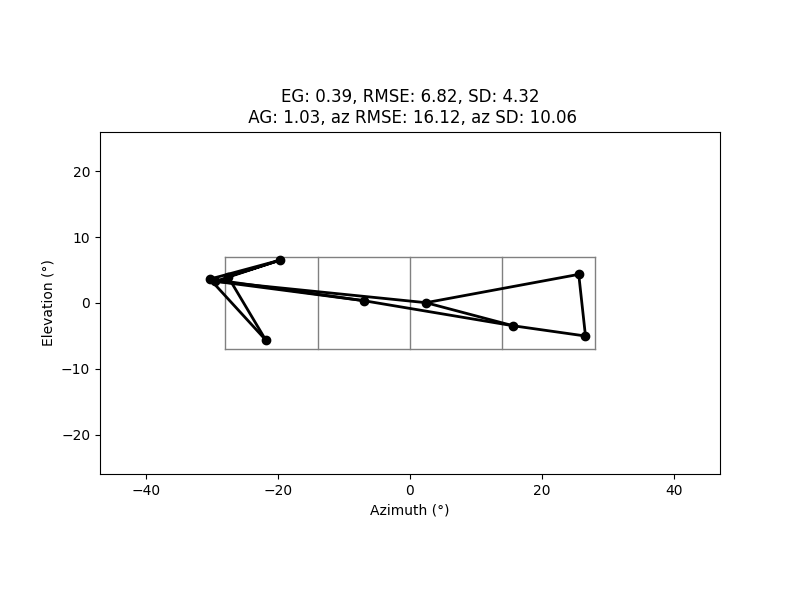 EG: 0.39, RMSE: 6.82, SD: 4.32
AG: 1.03, az RMSE: 16.12, az SD: 10.06
20
10
0
−10
−20
Elevation (°)
−40
−20
0
20
40
Azimuth (°)